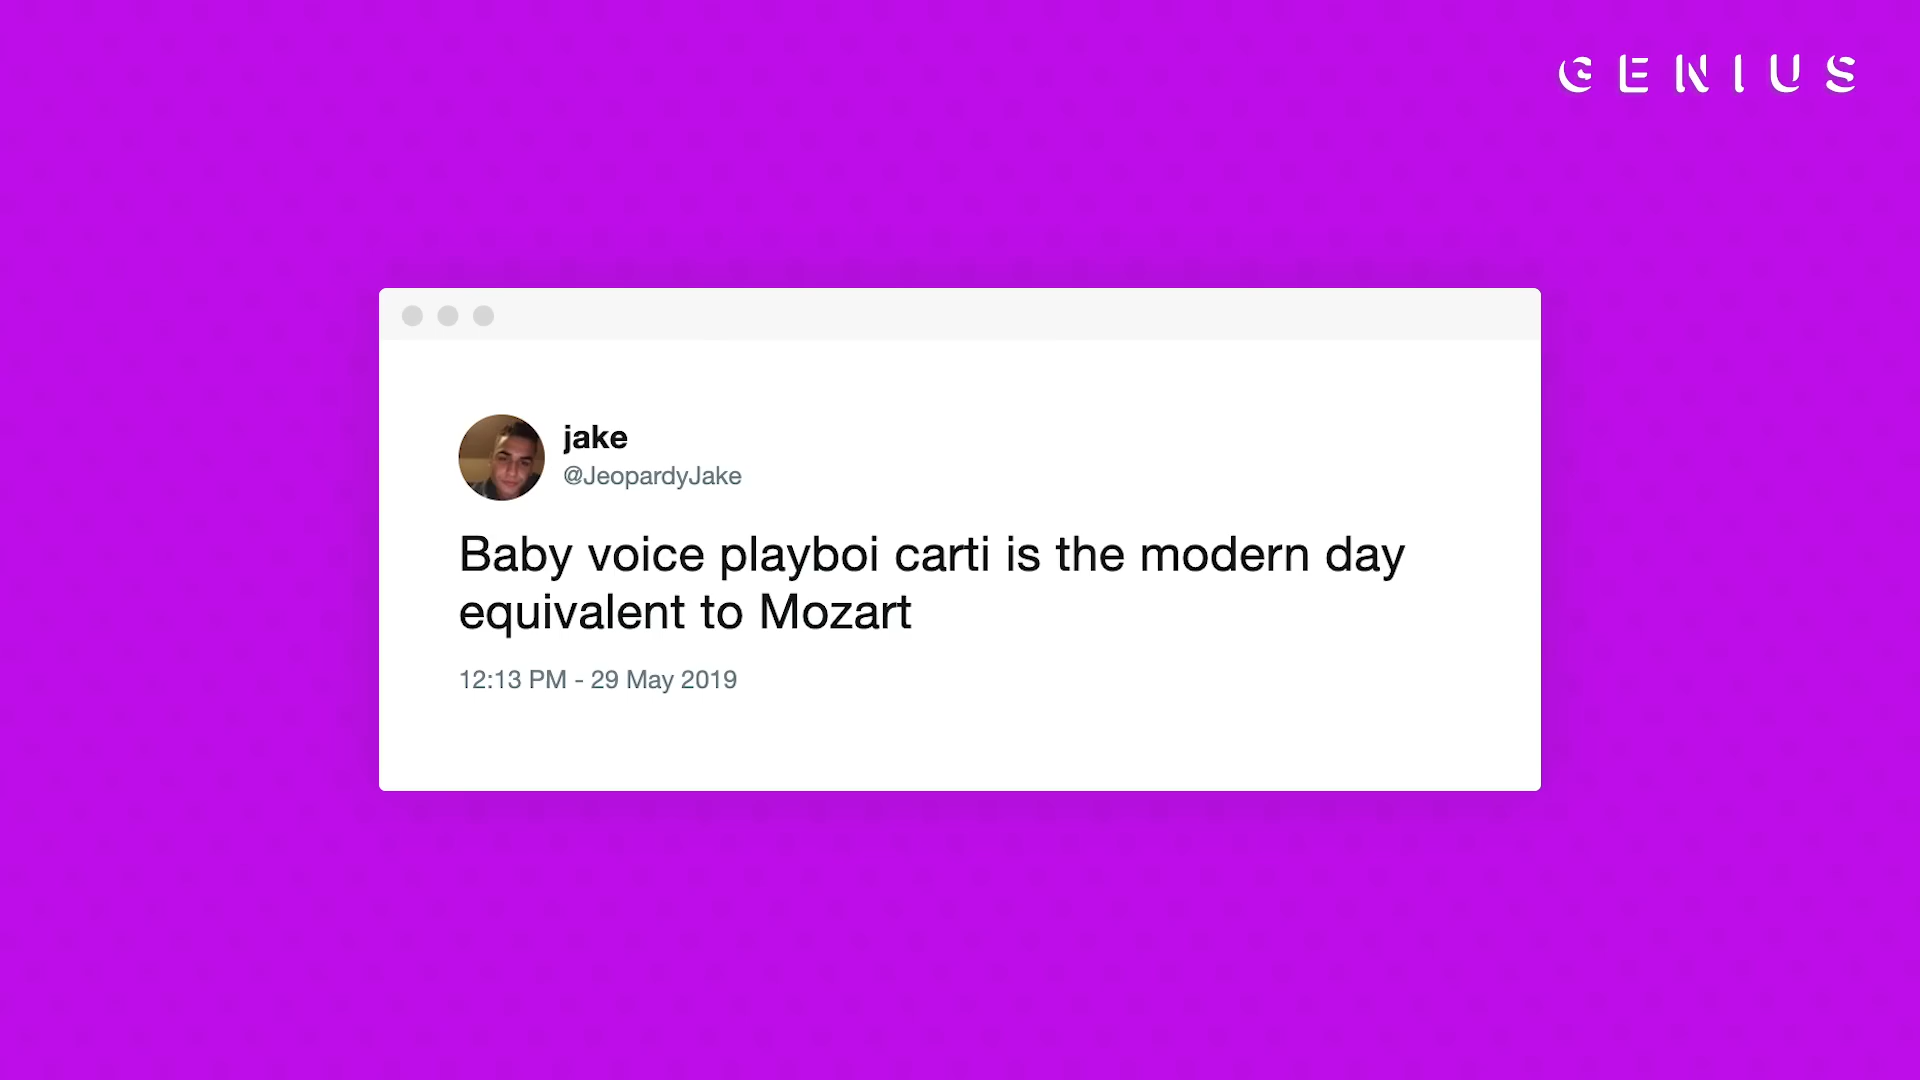 GENIUS
jake
@JeopardyJake
Baby voice playboi carti is the modern day
equivalent to Mozart
12:13 PM - 29 May 2019